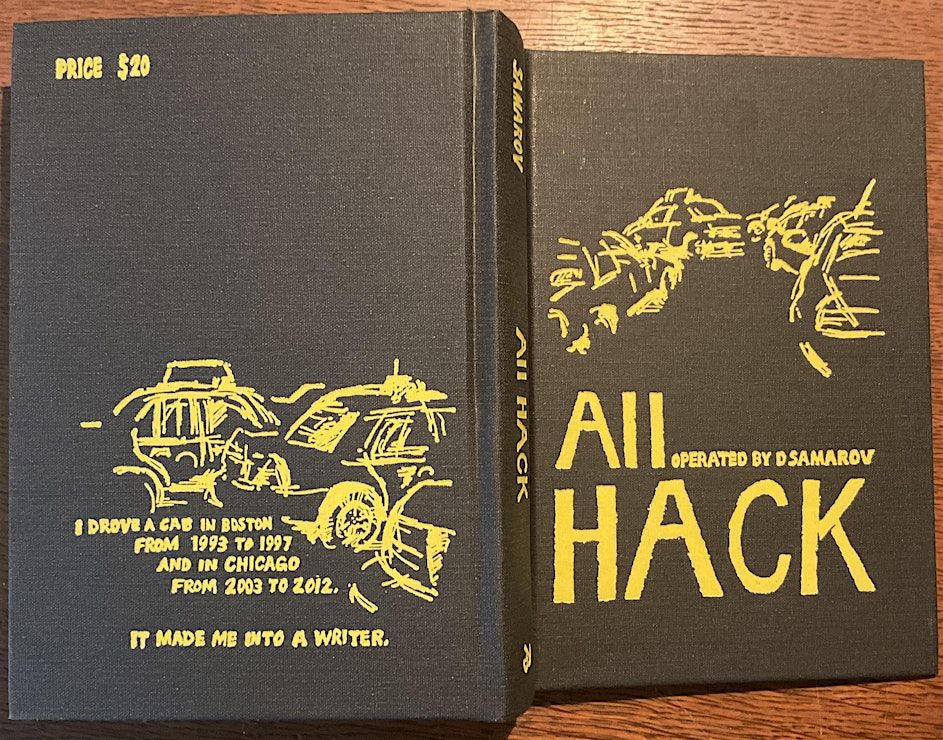 PRICE $20
I DROVE A CAB IN BOSTON
FROM 1993 TO 1997
AND IN CHICAGO
FROM 2003 TO 2012.
IT MADE ME INTO A WRITER.
SAMAROV
All HACK
All
OPERATED BY D SAMAROV
HACK